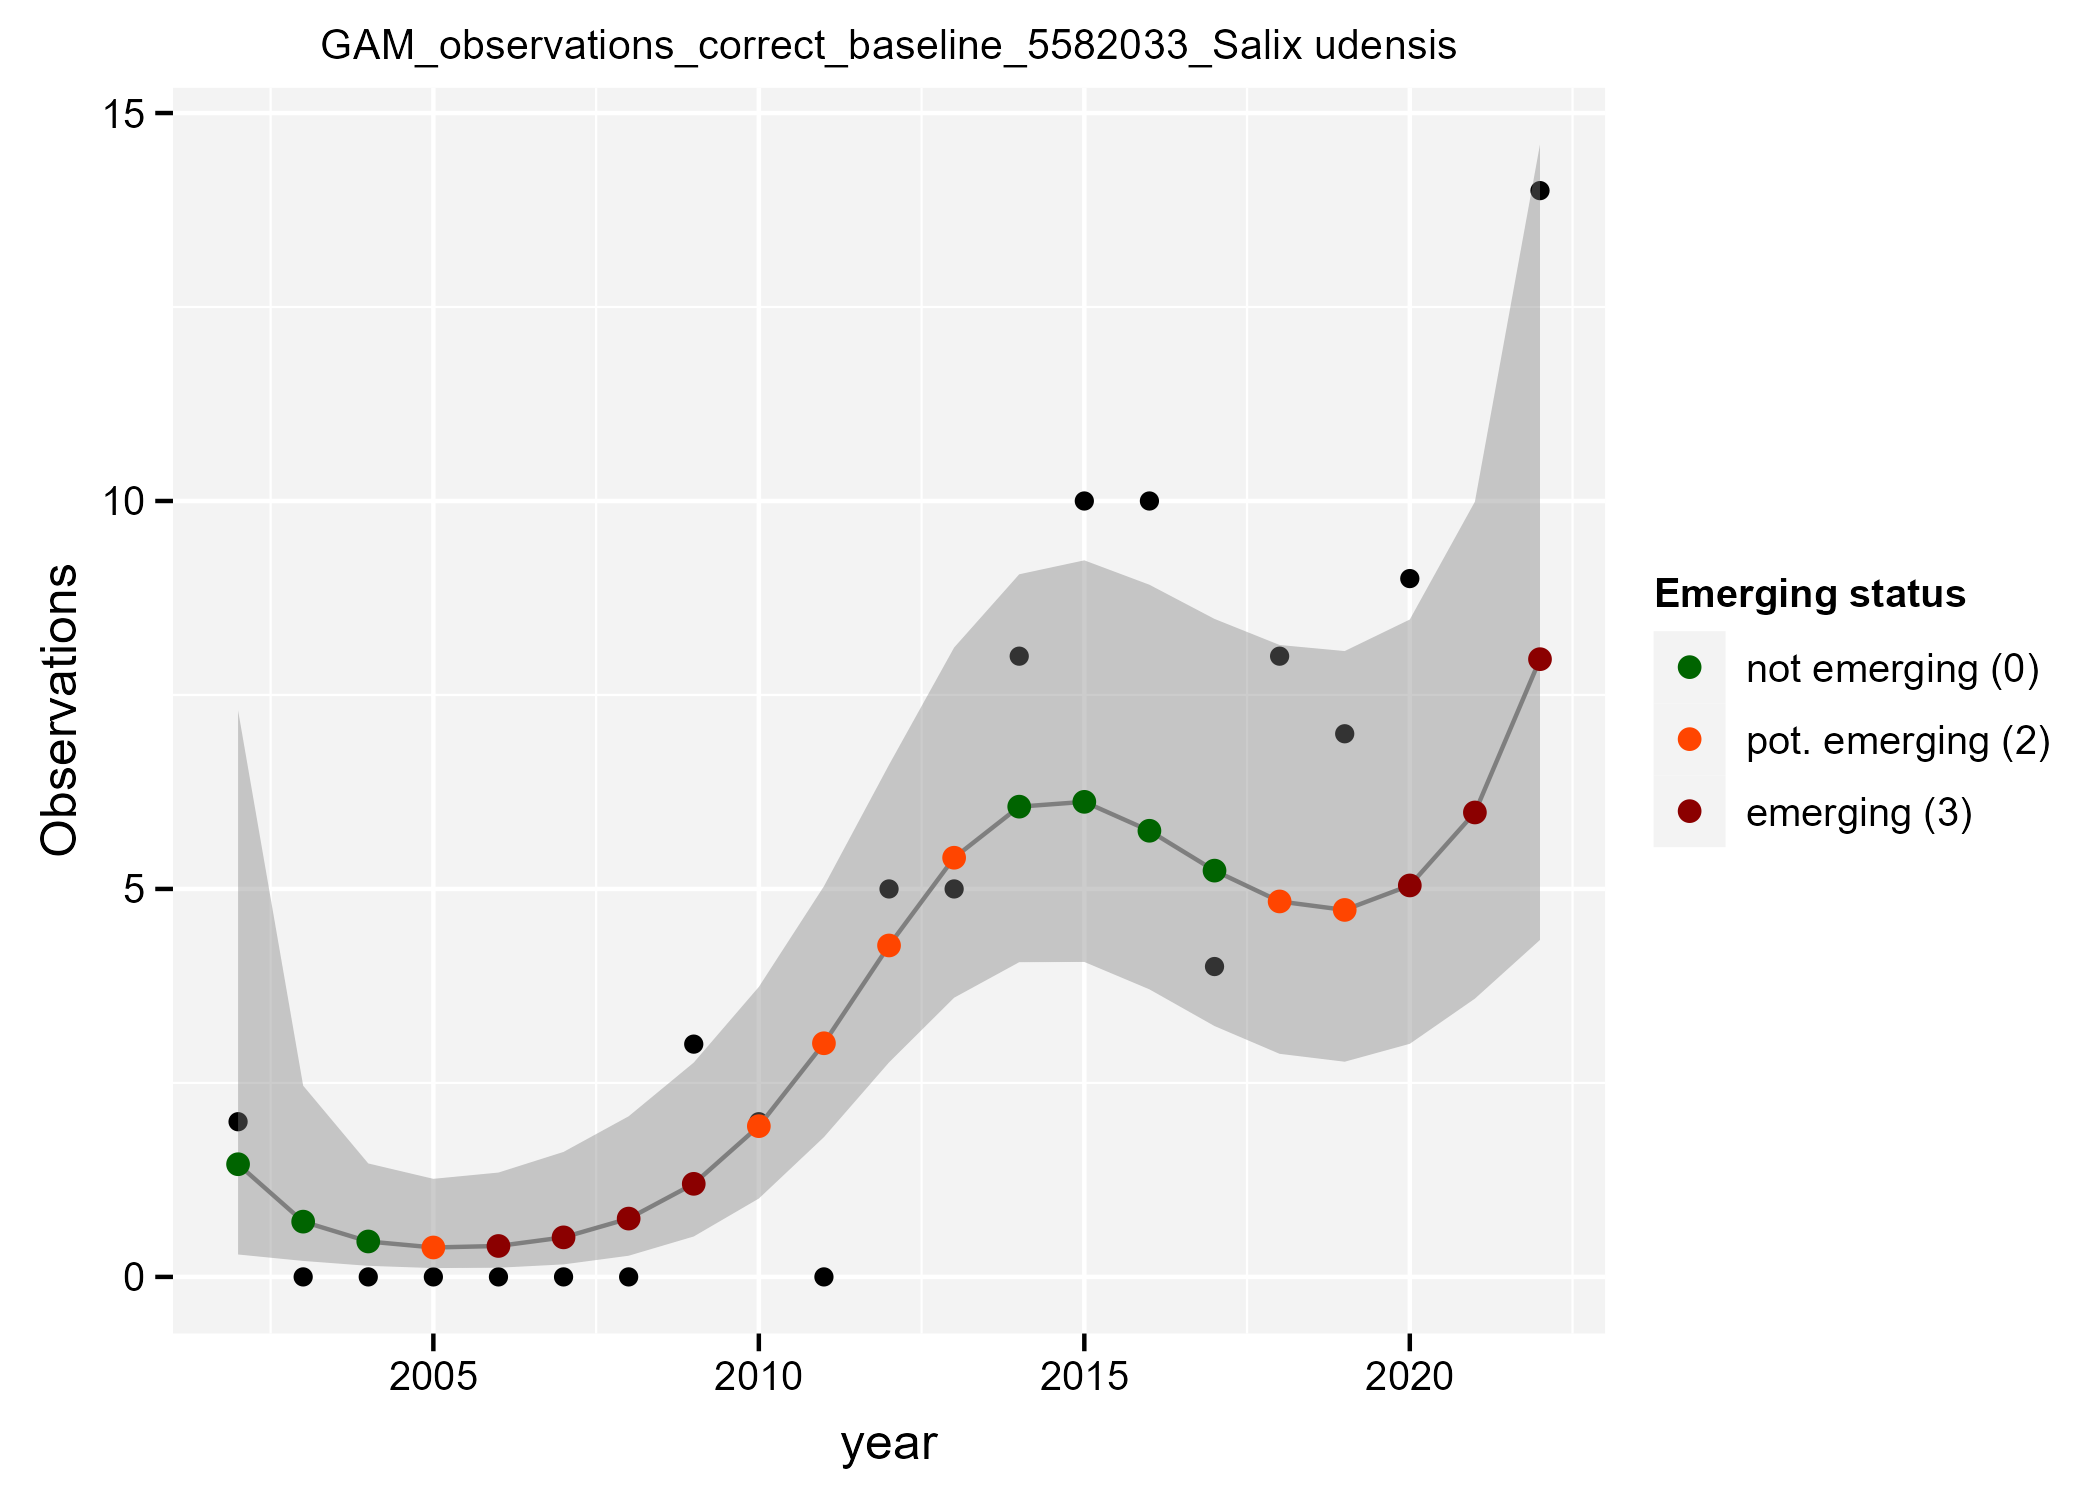 GAM_observations_correct_baseline_5582033_Salix udensis
15
10
5
0
Observations
2005 2010 2015 2020
year
Emerging status
not emerging (0)
pot. emerging (2)
emerging (3)